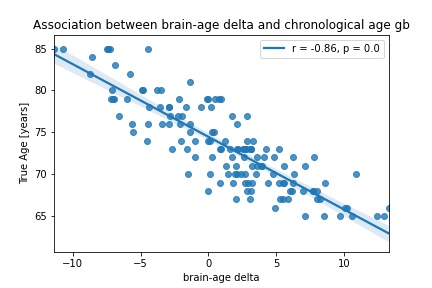 Association between brain-age delta and chronological age gb
r = -0.86, p = 0.0
True Age [years]
85
80
75
70
65
−10
−5
0
5
10
brain-age delta